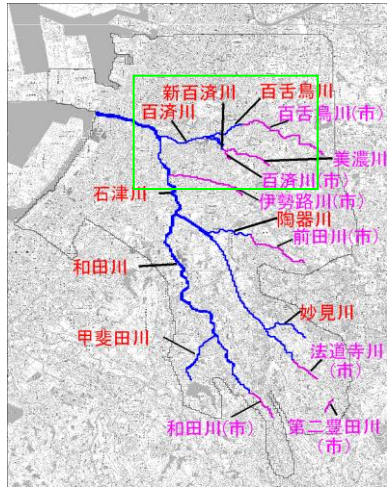 新百済川
百舌鳥川
百済川
百舌鳥川(市)
美濃川
百済川(市)
伊勢路川(市)
石津川
陶器川
前田川(市)
和田川
妙見川
甲斐田川
法道寺川
(市)
和田川(市)
第二豊田川
(市)